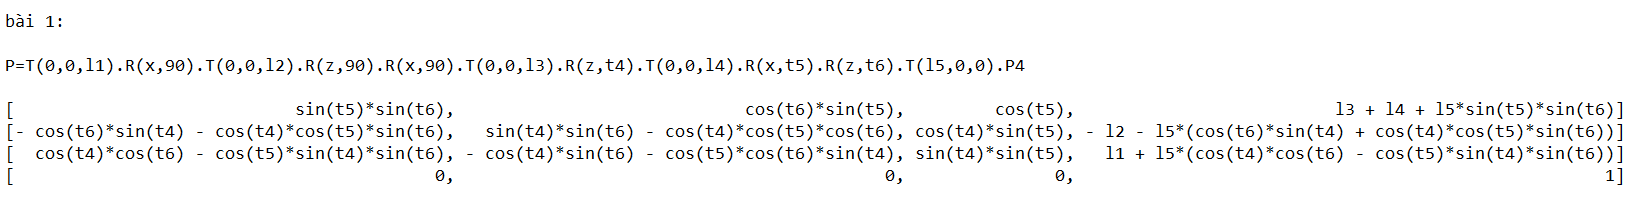 bài 1:
P=T(0,0,l1).R(x,90).T(0,0,l2).R(z,90).R(x,90).T(0,0,l3).R(z,t4).T(0,0,l4).R(x,t5).R(z,t6).T(l5,0,0).P4
[ sin(t5)*sin(t6), cos(t6)*sin(t5), cos(t5), l3 + l4 + l5*sin(t5)*sin(t6)]
[- cos(t6)*sin(t4) - cos(t4)*cos(t5)*sin(t6), sin(t4)*sin(t6) - cos(t4)*cos(t5)*cos(t6), cos(t4)*sin(t5), - l2 - l5*(cos(t6)*sin(t4) + cos(t4)*cos(t5)*sin(t6))]
[ cos(t4)*cos(t6) - cos(t5)*sin(t4)*sin(t6), - cos(t4)*sin(t6) - cos(t5)*cos(t6)*sin(t4), sin(t4)*sin(t5), l1 + l5*(cos(t4)*cos(t6) - cos(t5)*sin(t4)*sin(t6))]
[ 0, 0, 0, 1]